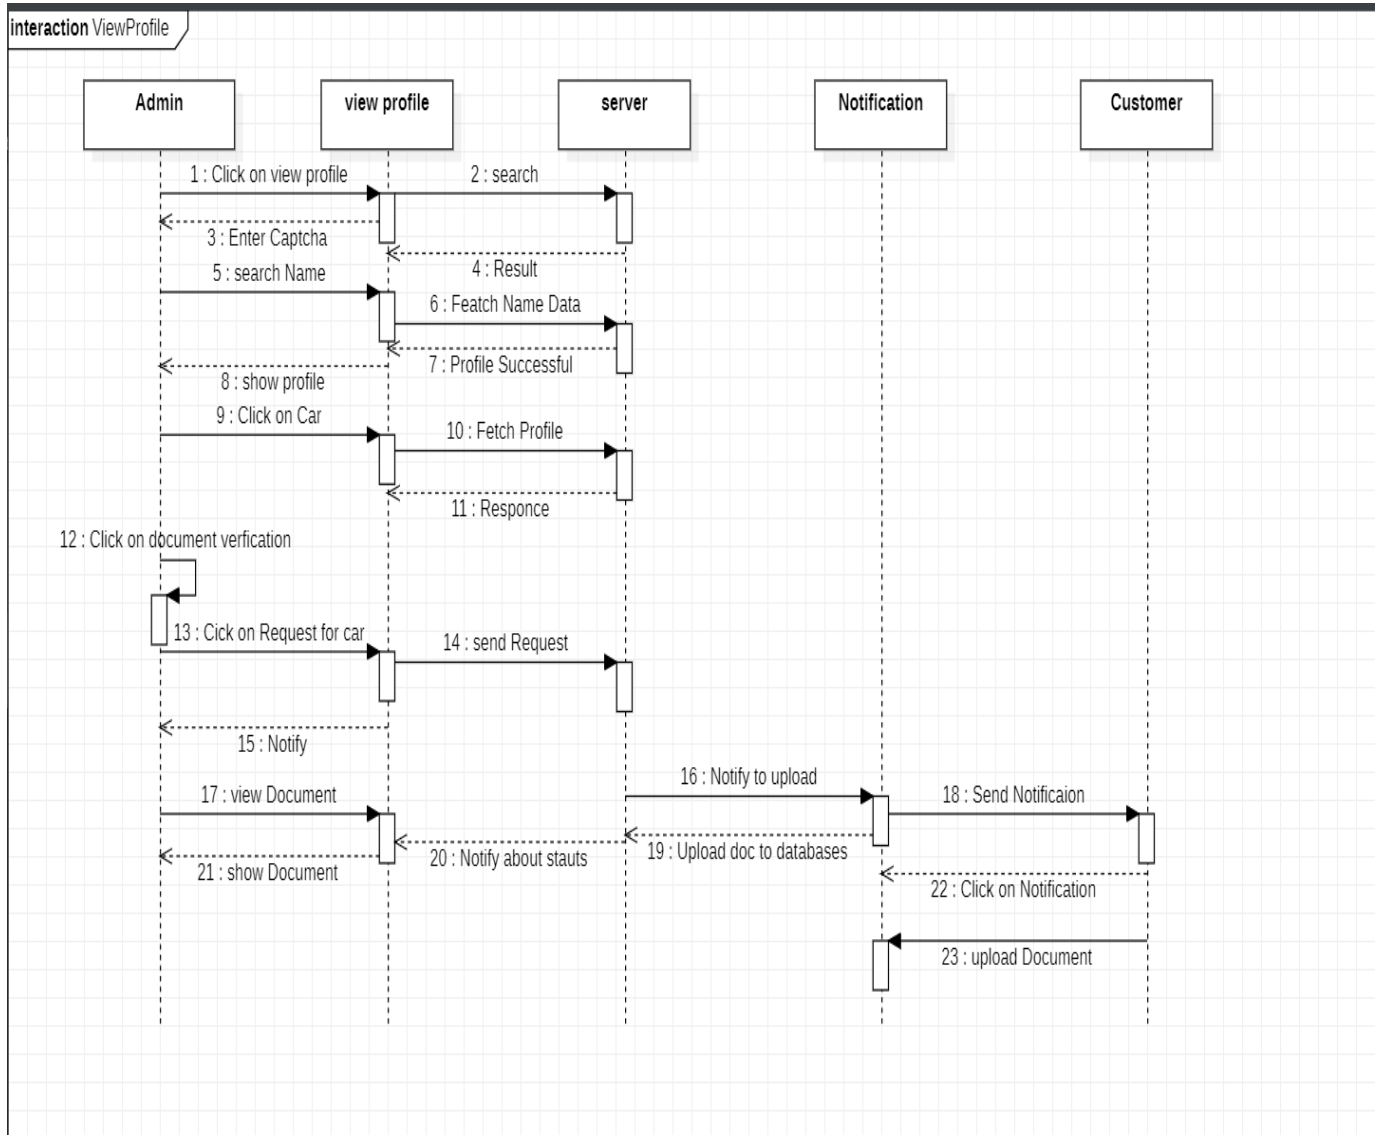 interaction ViewProfile
Admin
view profile
server
Notification
Customer
1 : Click on view profile
2 : search
3 : Enter Captcha
4 : Result
5 : search Name
6 : Featch Name Data
7 : Profile Successful
8 : show profile
9 : Click on Car
10 : Fetch Profile
11 : Responce
12 : Click on document verfication
13 : Cick on Request for car
14 : send Request
15 : Notify
16 : Notify to upload
17 : view Document
18 : Send Notificaion
19 : Upload doc to databases
20 : Notify about stauts
21 : show Document
22 : Click on Notification
23 : upload Document